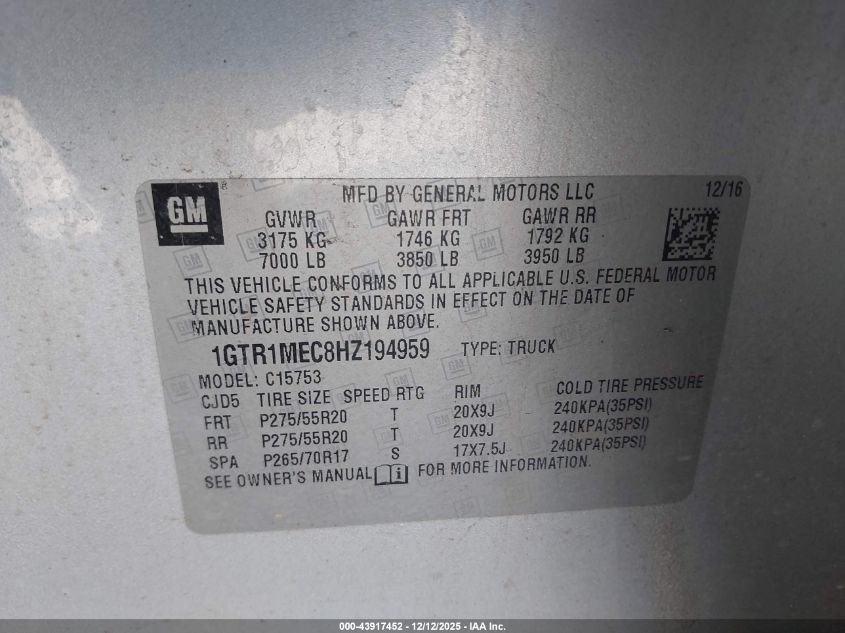 GM ® MFD BY GENERAL MOTORS LLC 12/16
GVWR GAWR FRT GAWR RR
3175 KG 1746 KG 1792 KG
7000 LB 3850 LB 3950 LB
THIS VEHICLE CONFORMS TO ALL APPLICABLE U.S. FEDERAL MOTOR
VEHICLE SAFETY STANDARDS IN EFFECT ON THE DATE OF
MANUFACTURE SHOWN ABOVE.
1GTR1MEC8HZ194959 TYPE: TRUCK
MODEL: C15753
CJD5 TIRE SIZE SPEED RTG RIM COLD TIRE PRESSURE
FRT P275/55R20 T 20X9J 240KPA(35PSI)
RR P275/55R20 T 20X9J 240KPA(35PSI)
SPA P265/70R17 S 17X7.5J 240KPA(35PSI)
SEE OWNER'S MANUAL FOR MORE INFORMATION.
000-43917452 - 12/12/2025 - IAA Inc.